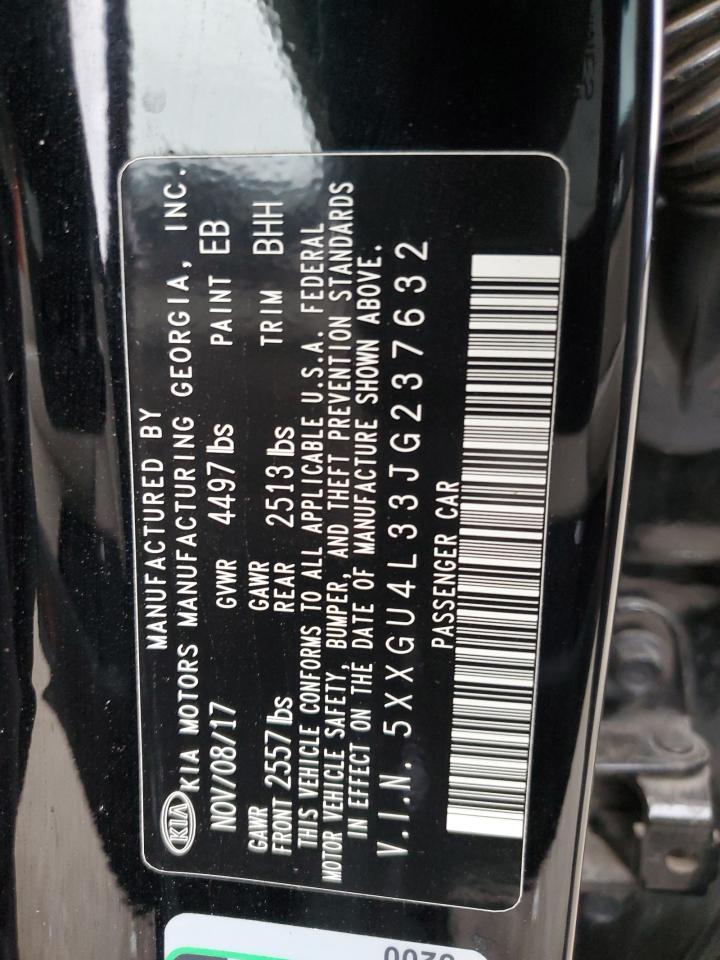 MANUFACTURED BY
KIA KIA MOTORS MANUFACTURING GEORGIA, INC.
NOV/08/17 GVWR 4497 lbs PAINT EB
GAWR FRONT 2557 lbs GAWR REAR 2513 lbs TRIM BHH
THIS VEHICLE CONFORMS TO ALL APPLICABLE U.S.A. FEDERAL
MOTOR VEHICLE SAFETY, BUMPER, AND THEFT PREVENTION STANDARDS
IN EFFECT ON THE DATE OF MANUFACTURE SHOWN ABOVE.
V.I.N. 5XXGU4L33JG237632
PASSENGER CAR